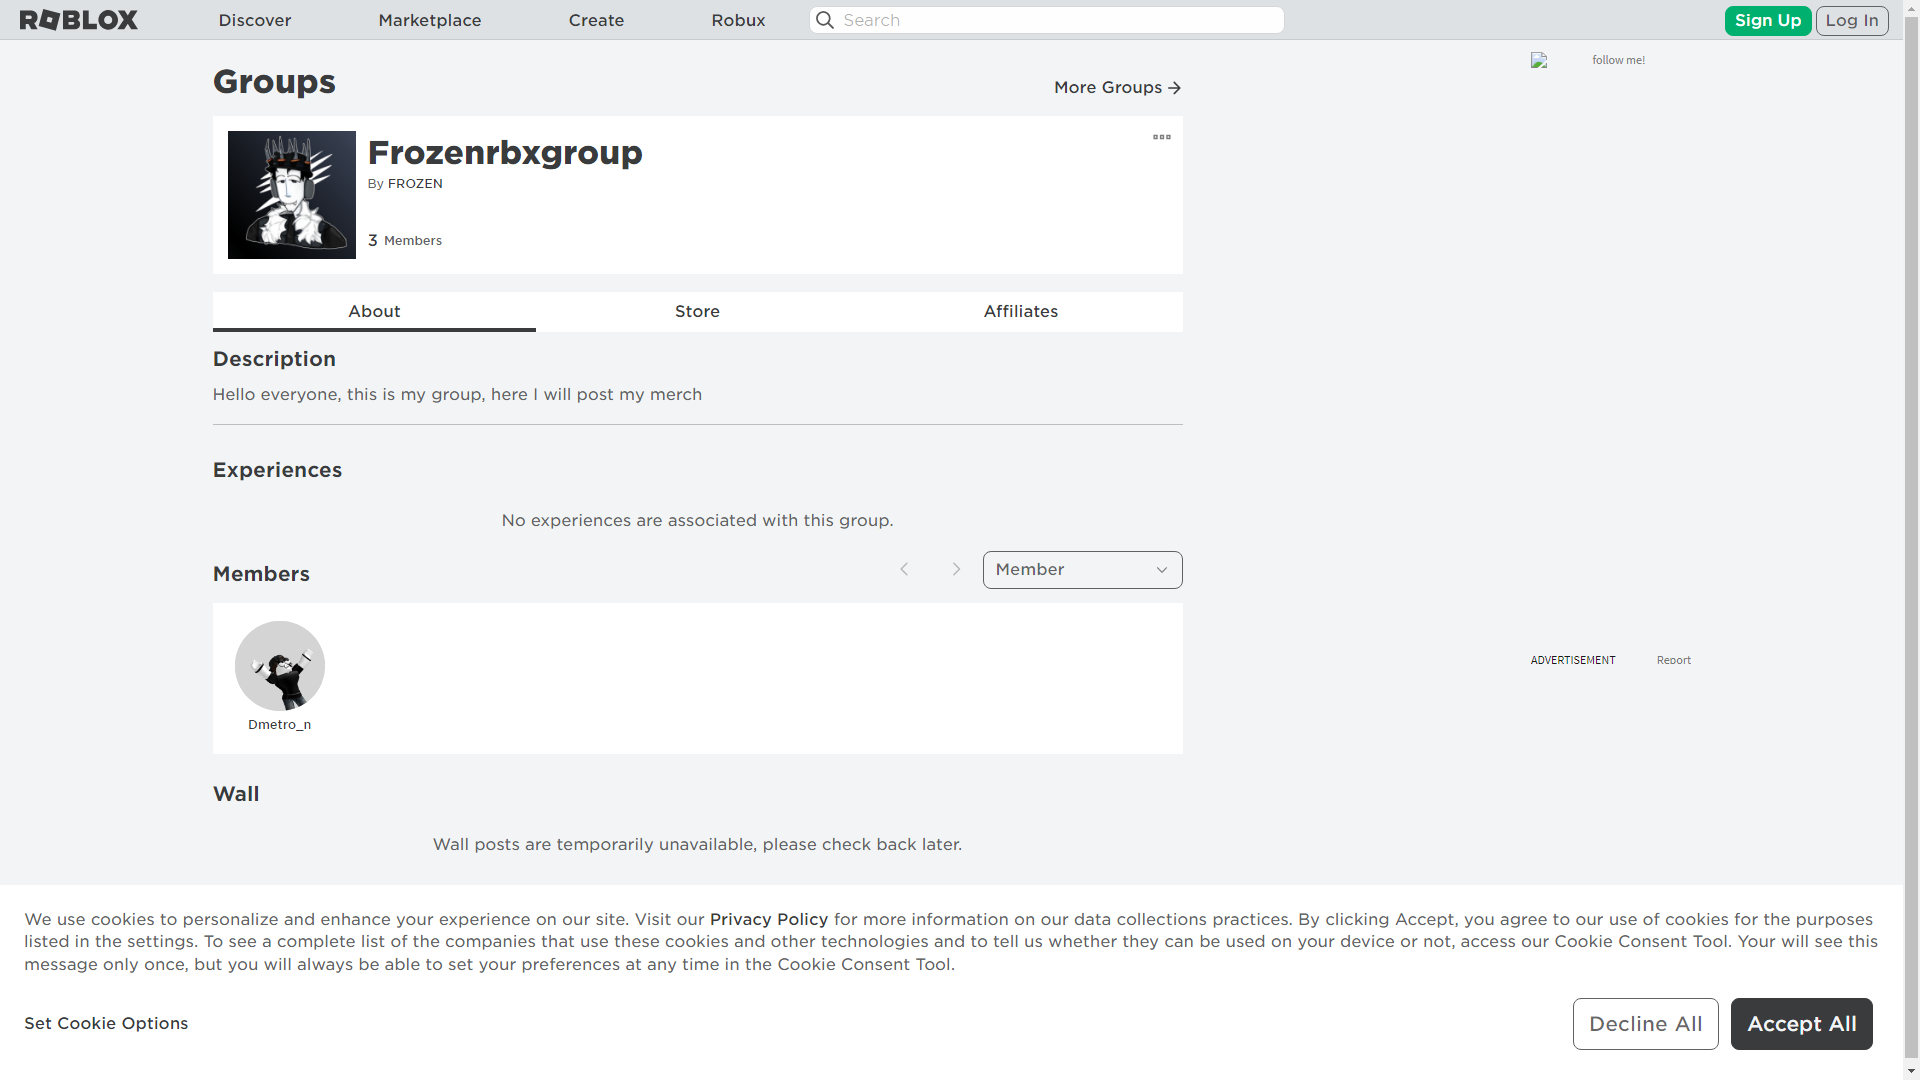 ROBLOX
Discover
Marketplace
Create
Robux
Search
Sign Up
Log In
Groups
More Groups
follow me!
Frozenrbxgroup
By FROZEN
3 Members
About
Store
Affiliates
Description
Hello everyone, this is my group, here I will post my merch
Experiences
No experiences are associated with this group.
Members
Member
Dmetro_n
ADVERTISEMENT
Report
Wall
Wall posts are temporarily unavailable, please check back later.
We use cookies to personalize and enhance your experience on our site. Visit our Privacy Policy for more information on our data collections practices. By clicking Accept, you agree to our use of cookies for the purposes
listed in the settings. To see a complete list of the companies that use these cookies and other technologies and to tell us whether they can be used on your device or not, access our Cookie Consent Tool. Your will see this
message only once, but you will always be able to set your preferences at any time in the Cookie Consent Tool.
Set Cookie Options
Decline All
Accept All